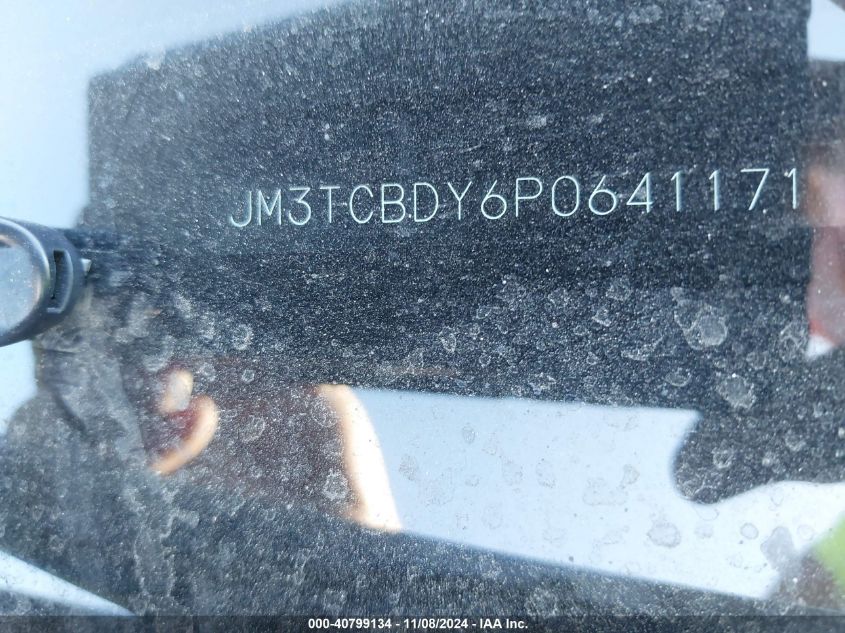 JM3TCBDY6P0641171
000-40799134 - 11/08/2024 - IAA Inc.